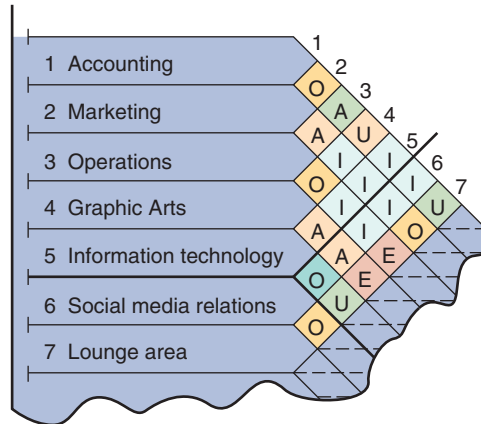 1
1 Accounting
2
O 3
2 Marketing A 4
A U 5
3 Operations I I 6
O I I 7
4 Graphic Arts I I U
A I O
5 Information technology A E
O E
6 Social media relations U
O
7 Lounge area